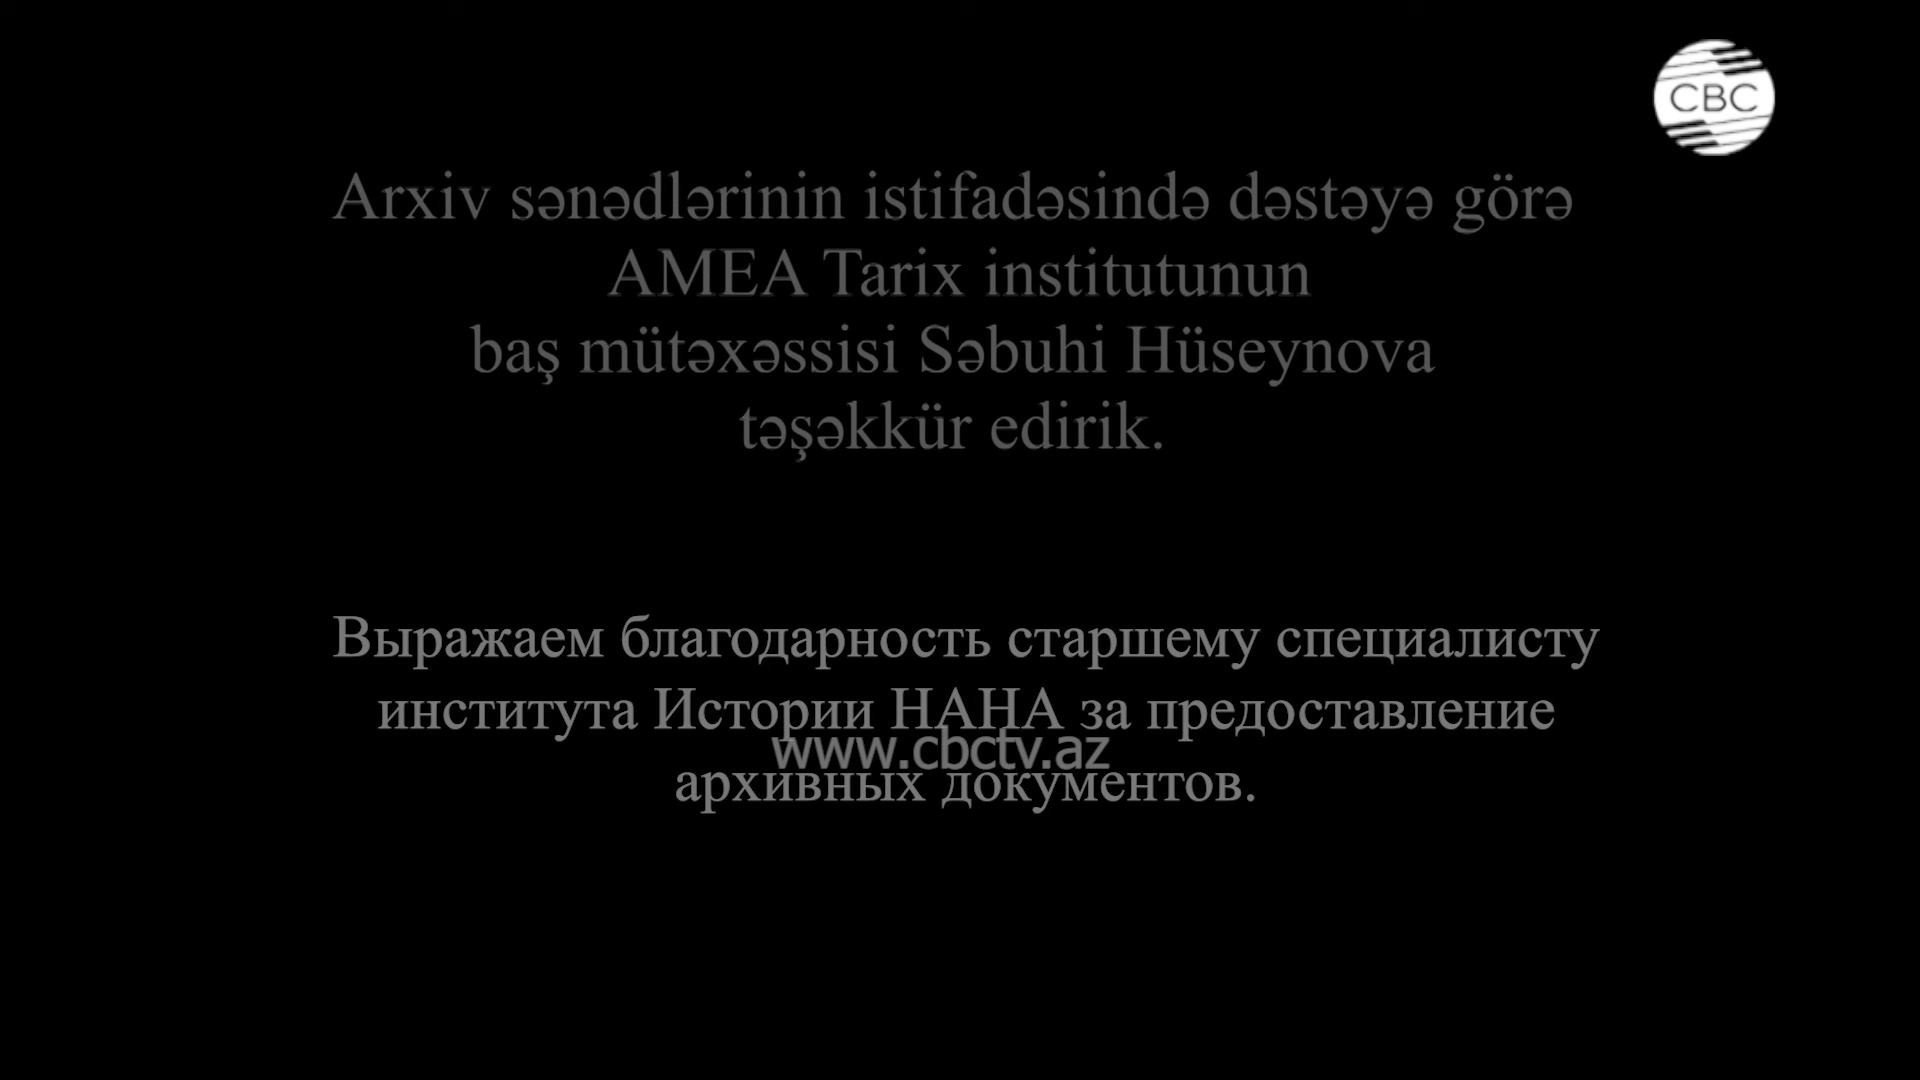 CBC
Arxiv sənədlərinin istifadəsində dəstəyə görə
AMEA Tarix institutunun
baş mütəxəssisi Səbuhi Hüseynova
təşəkkür edirik.
Выражаем благодарность старшему специалисту
института Истории НАНА за предоставление
www.cbctv.az
архивных документов.